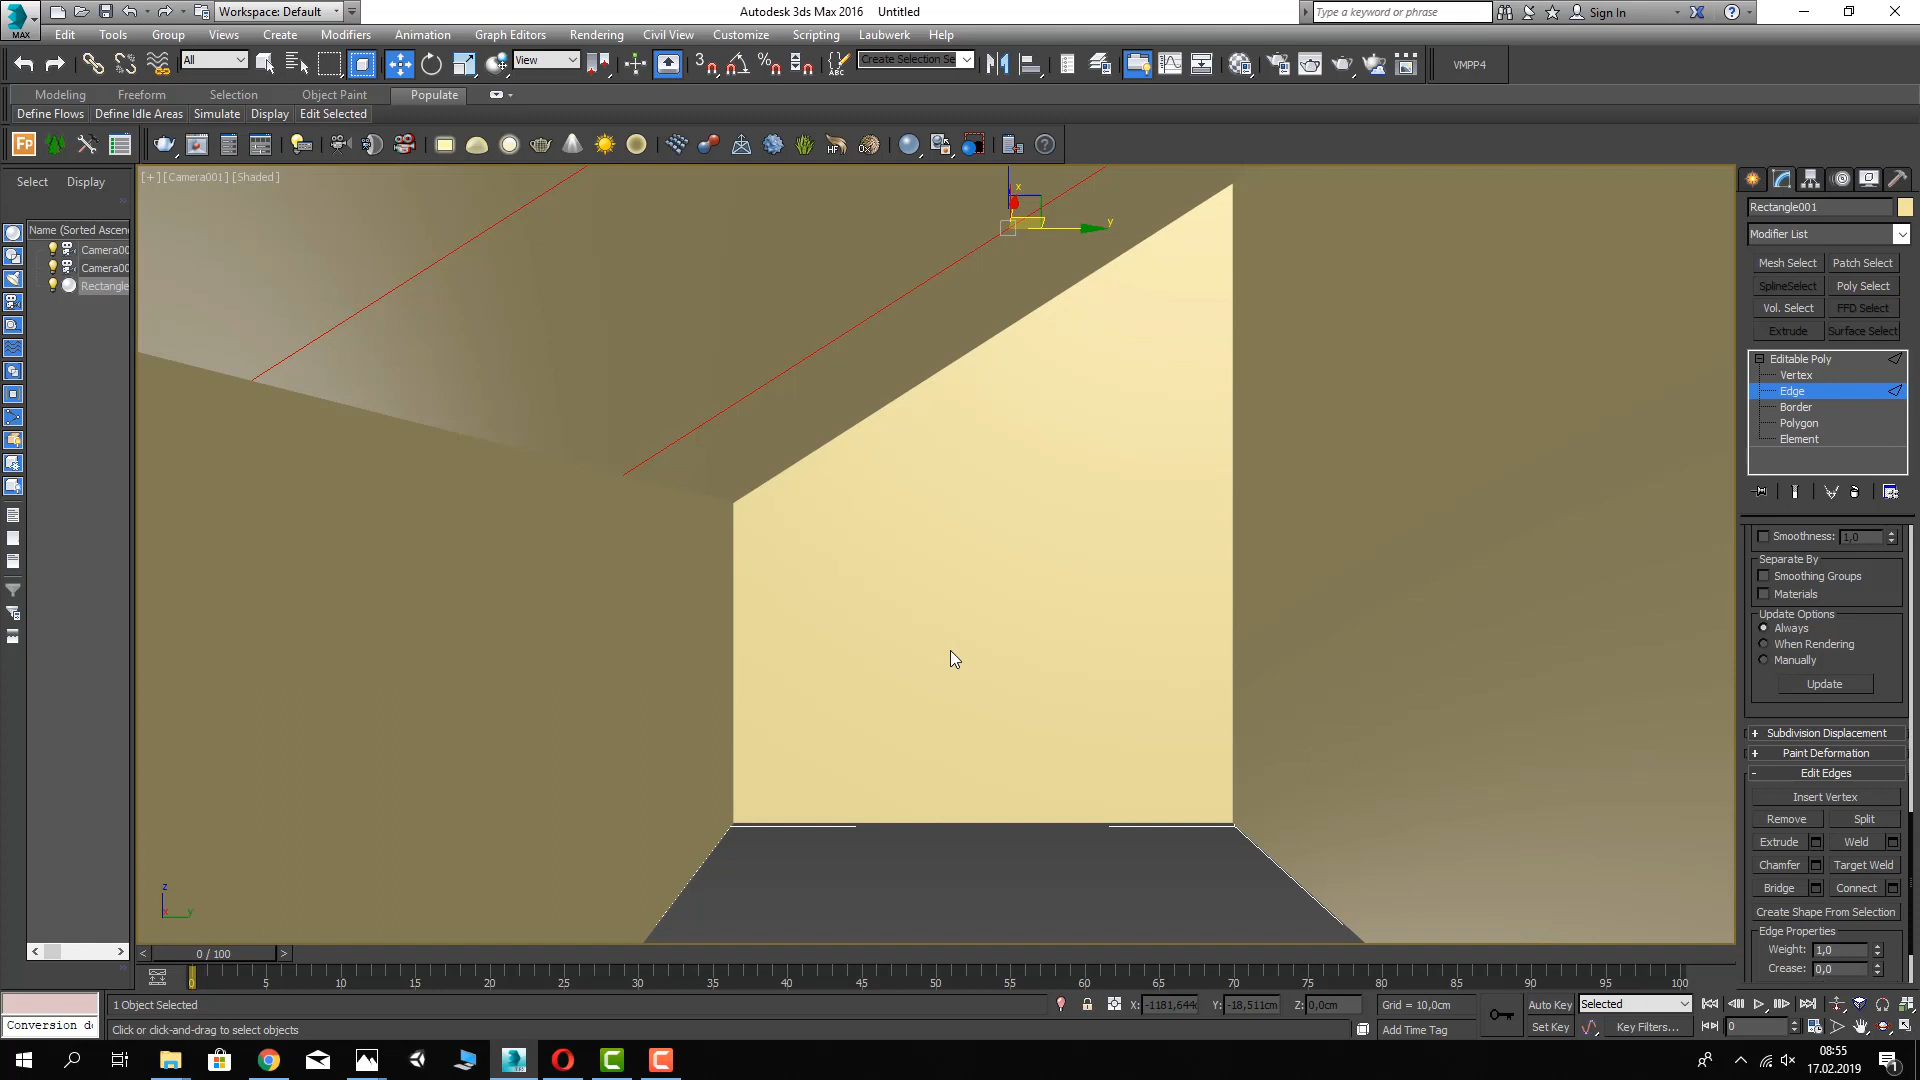 Workspace: Default
Autodesk 3ds Max 2016 Untitled
Type a keyword or phrase
Sign In
MAX
Edit Tools Group Views Create Modifiers Animation Graph Editors Rendering Civil View Customize Scripting Laubwerk Help
All
View
3
ABC
Create Selection Se
VMPP4
Modeling Freeform Selection Object Paint Populate
Define Flows Define Idle Areas Simulate Display Edit Selected
Fp
HF
Select Display
[+] [Camera001] [Shaded]
Name (Sorted Ascen
Camera00
Camera00
Rectangle
x
y
z
y
Rectangle001
Modifier List
Mesh Select Patch Select
SplineSelect Poly Select
Vol. Select FFD Select
Extrude Surface Select
Editable Poly
Vertex
Edge
Border
Polygon
Element
Smoothness: 1,0
Separate By
Smoothing Groups
Materials
Update Options
Always
When Rendering
Manually
Update
+ Subdivision Displacement
+ Paint Deformation
- Edit Edges
Insert Vertex
Remove Split
Extrude Weld
Chamfer Target Weld
Bridge Connect
Create Shape From Selection
Edge Properties
Weight: 1,0
Crease: 0,0
< 0 / 100 >
0 5 10 15 20 25 30 35 40 45 50 55 60 65 70 75 80 85 90 95 100
1 Object Selected
X: -1181,644c Y: -18,511cm Z: 0,0cm Grid = 10,0cm
Auto Key Selected
Conversion d
Click or click-and-drag to select objects
Add Time Tag
Set Key Key Filters...
0
08:55
17.02.2019